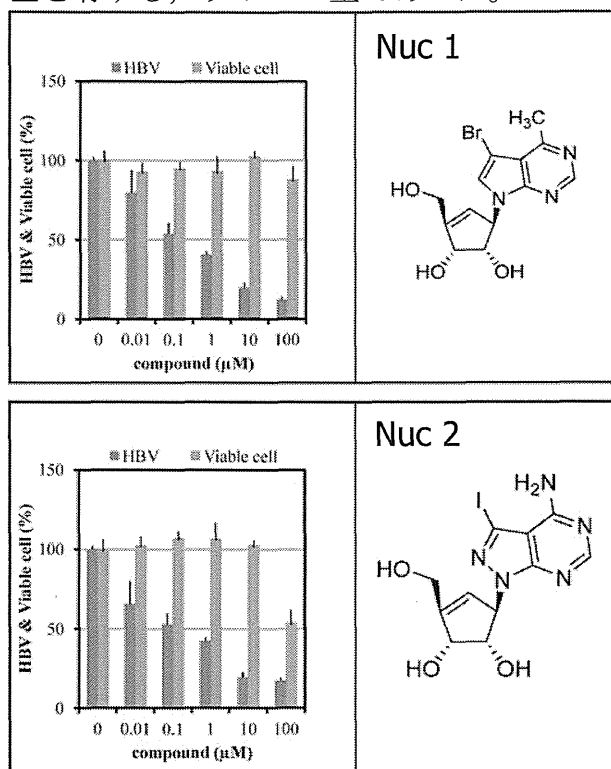 HBV Viable cell
150
100
50
0
HBV & Viable cell (%)
0 0.01 0.1 1 10 100
compound (μM)
Nuc 1
H₃C
Br
N
N
N
HO
HO
OH
HBV Viable cell
150
100
50
0
HBV & Viable cell (%)
0 0.01 0.1 1 10 100
compound (μM)
Nuc 2
H₂N
I
N
N
N
N
HO
HO
OH